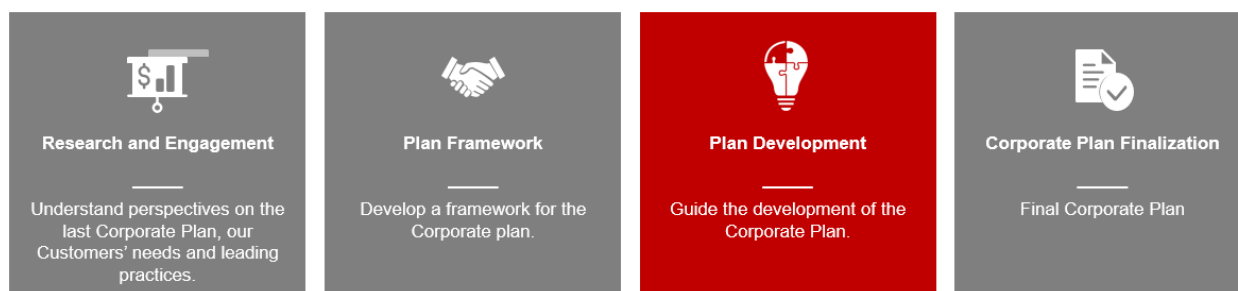 $
Research and Engagement
Understand perspectives on the
last Corporate Plan, our
Customers' needs and leading
practices.
Plan Framework
Develop a framework for the
Corporate plan.
Plan Development
Guide the development of the
Corporate Plan.
Corporate Plan Finalization
Final Corporate Plan